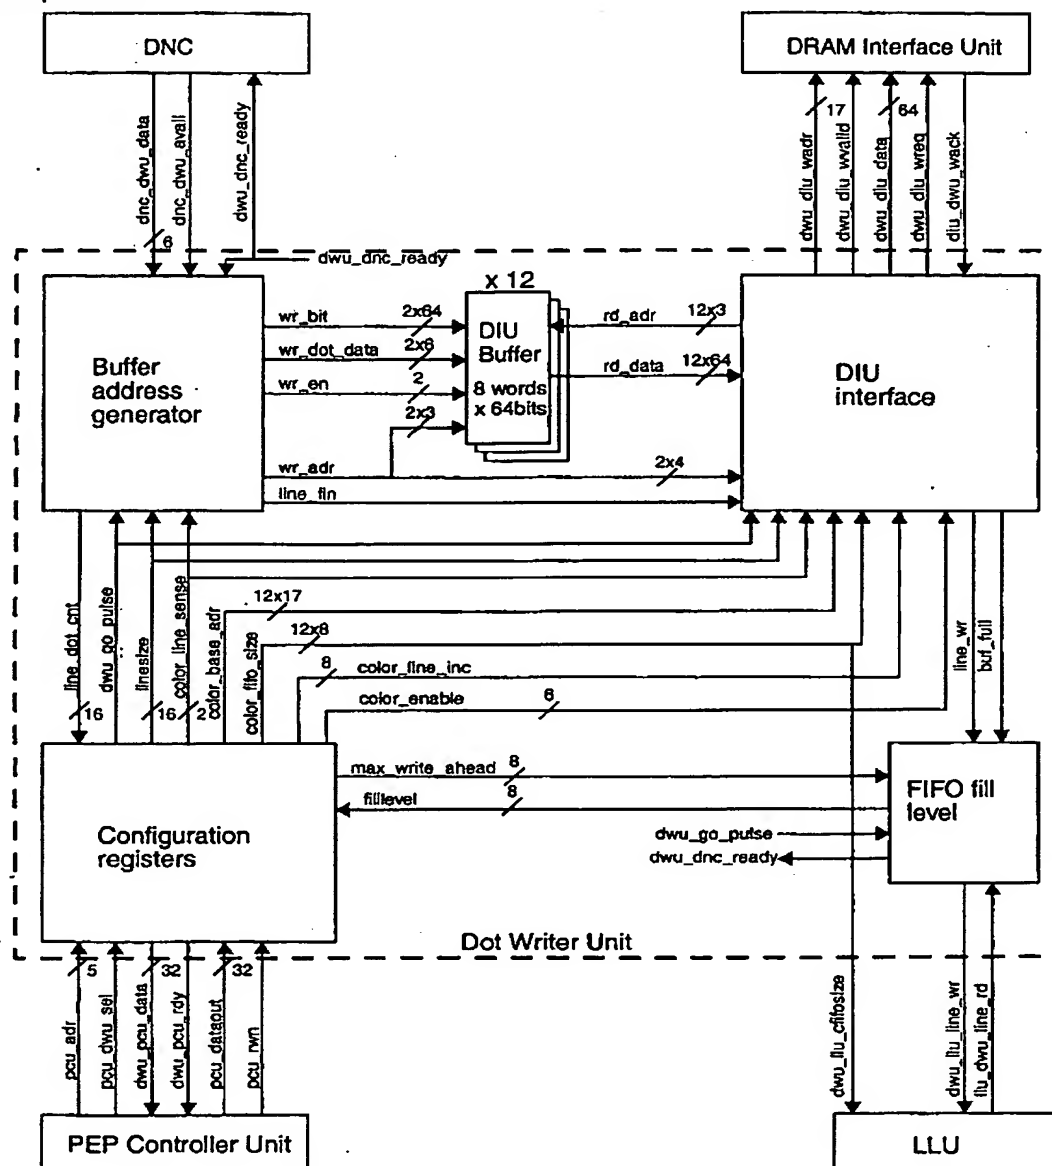 DNC
DRAM Interface Unit
dnc_dwu_data
6
dnc_dwu_avail
dwu_dnc_ready
dwu_diu_wadr
17
dwu_diu_wvalid
dwu_diu_data
64
dwu_diu_wreq
diu_dwu_wack
dwu_dnc_ready
x 12
Buffer
address
generator
wr_bit
2x64
wr_dot_data
2x6
wr_en
2
2x3
wr_adr
2x4
line_fin
DIU
Buffer
8 words
x 64bits
rd_adr
12x3
rd_data
12x64
DIU
interface
line_dot_cnt
16
dwu_go_pulse
linesize
16
color_line_sense
2
color_base_adr
12x17
color_fifo_size
12x8
8
color_line_inc
color_enable
6
line_wr
buf_full
Configuration
registers
max_write_ahead
8
filllevel
8
FIFO fill
level
dwu_go_pulse
dwu_dnc_ready
Dot Writer Unit
pcu_adr
5
pcu_dwu_sel
dwu_pcu_data
32
dwu_pcu_rdy
pcu_dataout
32
pcu_rwn
dwu_llu_cfifosize
dwu_llu_line_wr
llu_dwu_line_rd
PEP Controller Unit
LLU